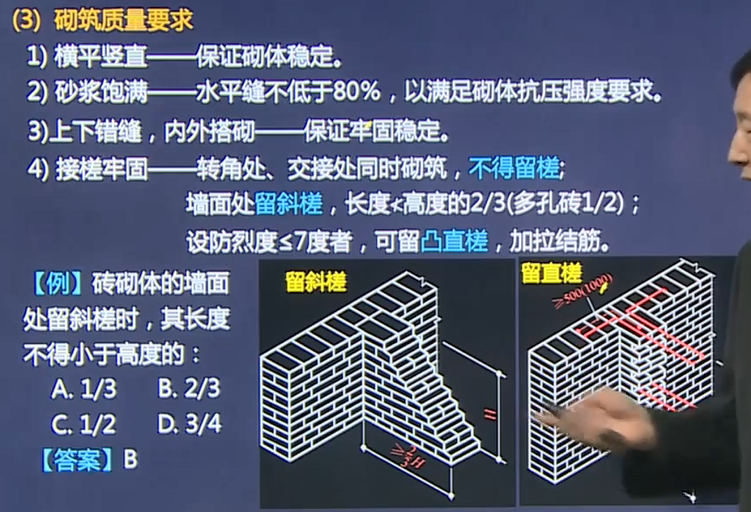 (3) 砌筑质量要求
1) 横平竖直——保证砌体稳定。
2) 砂浆饱满——水平缝不低于80%，以满足砌体抗压强度要求。
3)上下错缝，内外搭砌——保证牢固稳定。
4) 接槎牢固——转角处、交接处同时砌筑，不得留槎;
墙面处留斜槎，长度≮高度的2/3(多孔砖1/2)；
设防烈度≤7度者，可留凸直槎，加拉结筋。
【例】砖砌体的墙面
处留斜槎时，其长度
不得小于高度的：
A. 1/3 B. 2/3
C. 1/2 D. 3/4
【答案】B
留斜槎
H
≥2/3H
留直槎
≥500(1000)